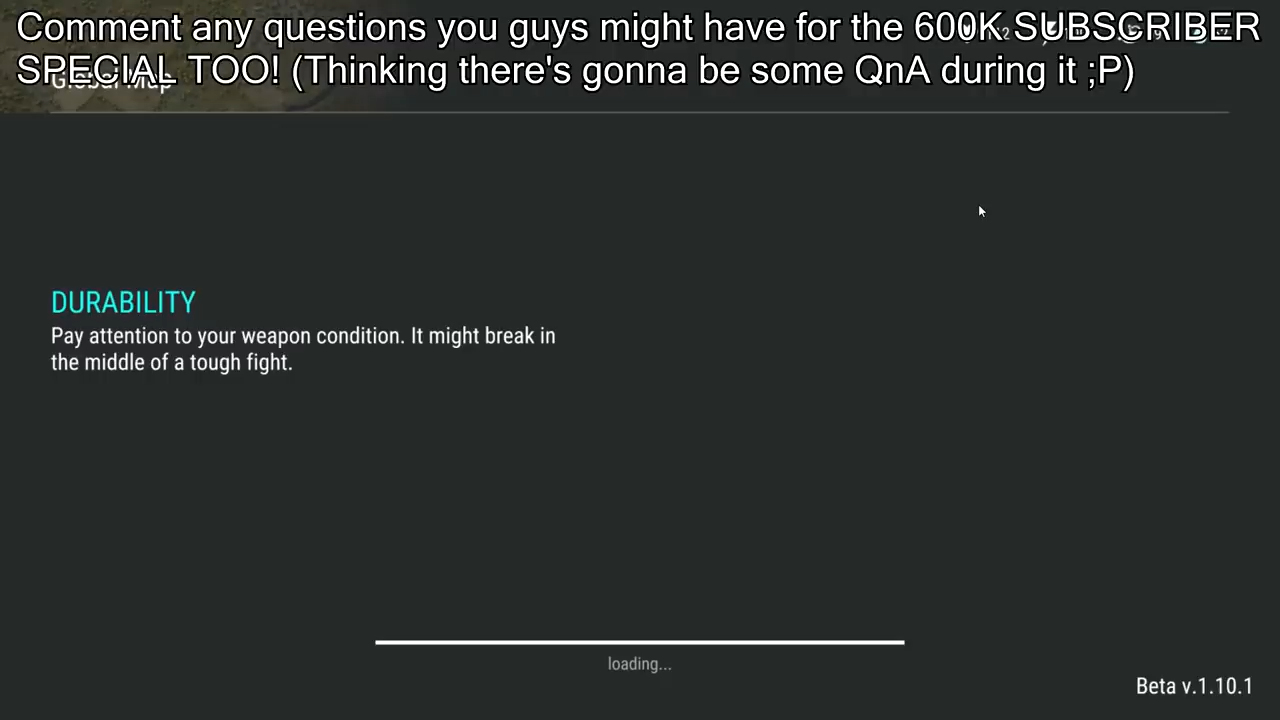 Comment any questions you guys might have for the 600K SUBSCRIBER
SPECIAL TOO! (Thinking there's gonna be some QnA during it ;P)
Global Map
DURABILITY
Pay attention to your weapon condition. It might break in
the middle of a tough fight.
loading...
Beta v.1.10.1